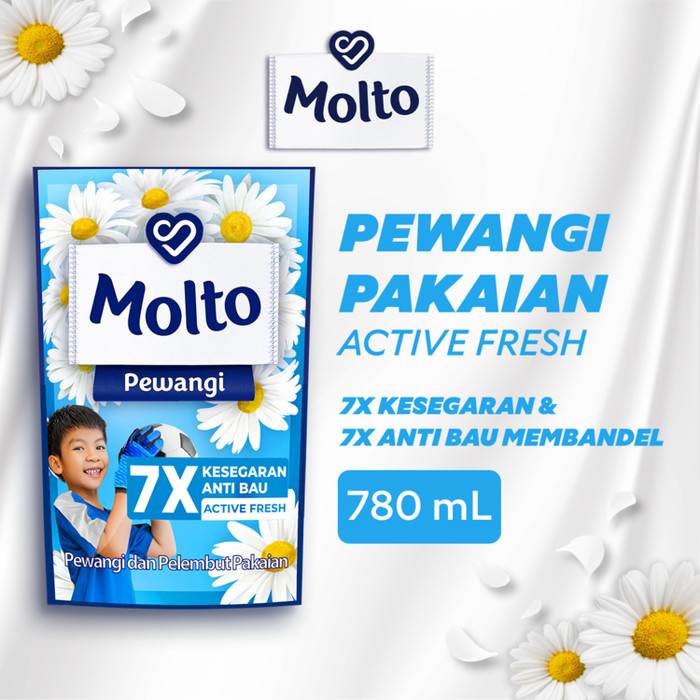 Molto
Molto
Pewangi
7X KESEGARAN
ANTI BAU
ACTIVE FRESH
Pewangi dan Pelembut Pakaian
PEWANGI
PAKAIAN
ACTIVE FRESH
7X KESEGARAN &
7X ANTI BAU MEMBANDEL
780 mL